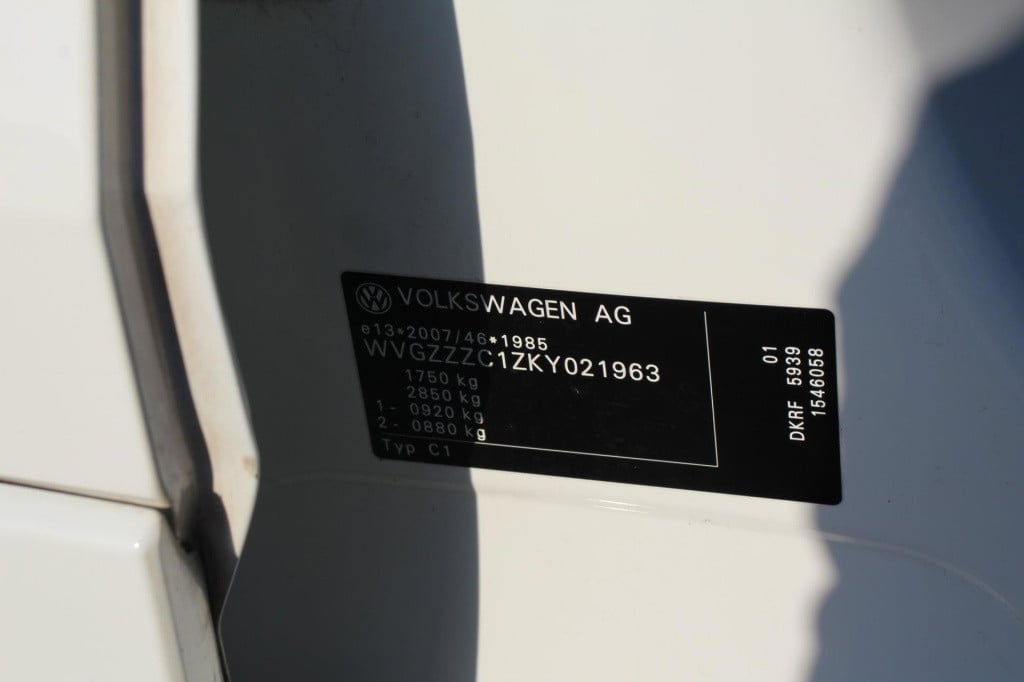 VOLKSWAGEN AG
e13*2007/46*1985
WVGZZZC1ZKY021963
1750 kg
2850 kg
1- 0920 kg
2- 0880 kg
Typ C1
01
DKRF 5939
1546058